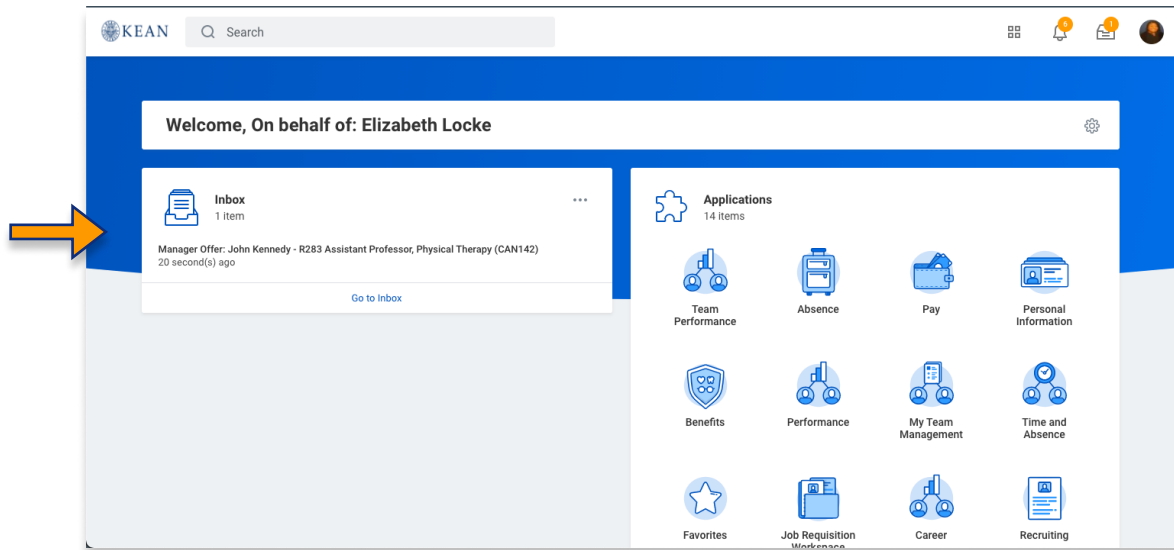 KEAN
Search
6
1
Welcome, On behalf of: Elizabeth Locke
Inbox
1 item
Manager Offer: John Kennedy - R283 Assistant Professor, Physical Therapy (CAN142)
20 second(s) ago
Go to Inbox
Applications
14 items
Team
Performance
Absence
Pay
Personal
Information
Benefits
Performance
My Team
Management
Time and
Absence
Favorites
Job Requisition
Workspace
Career
Recruiting